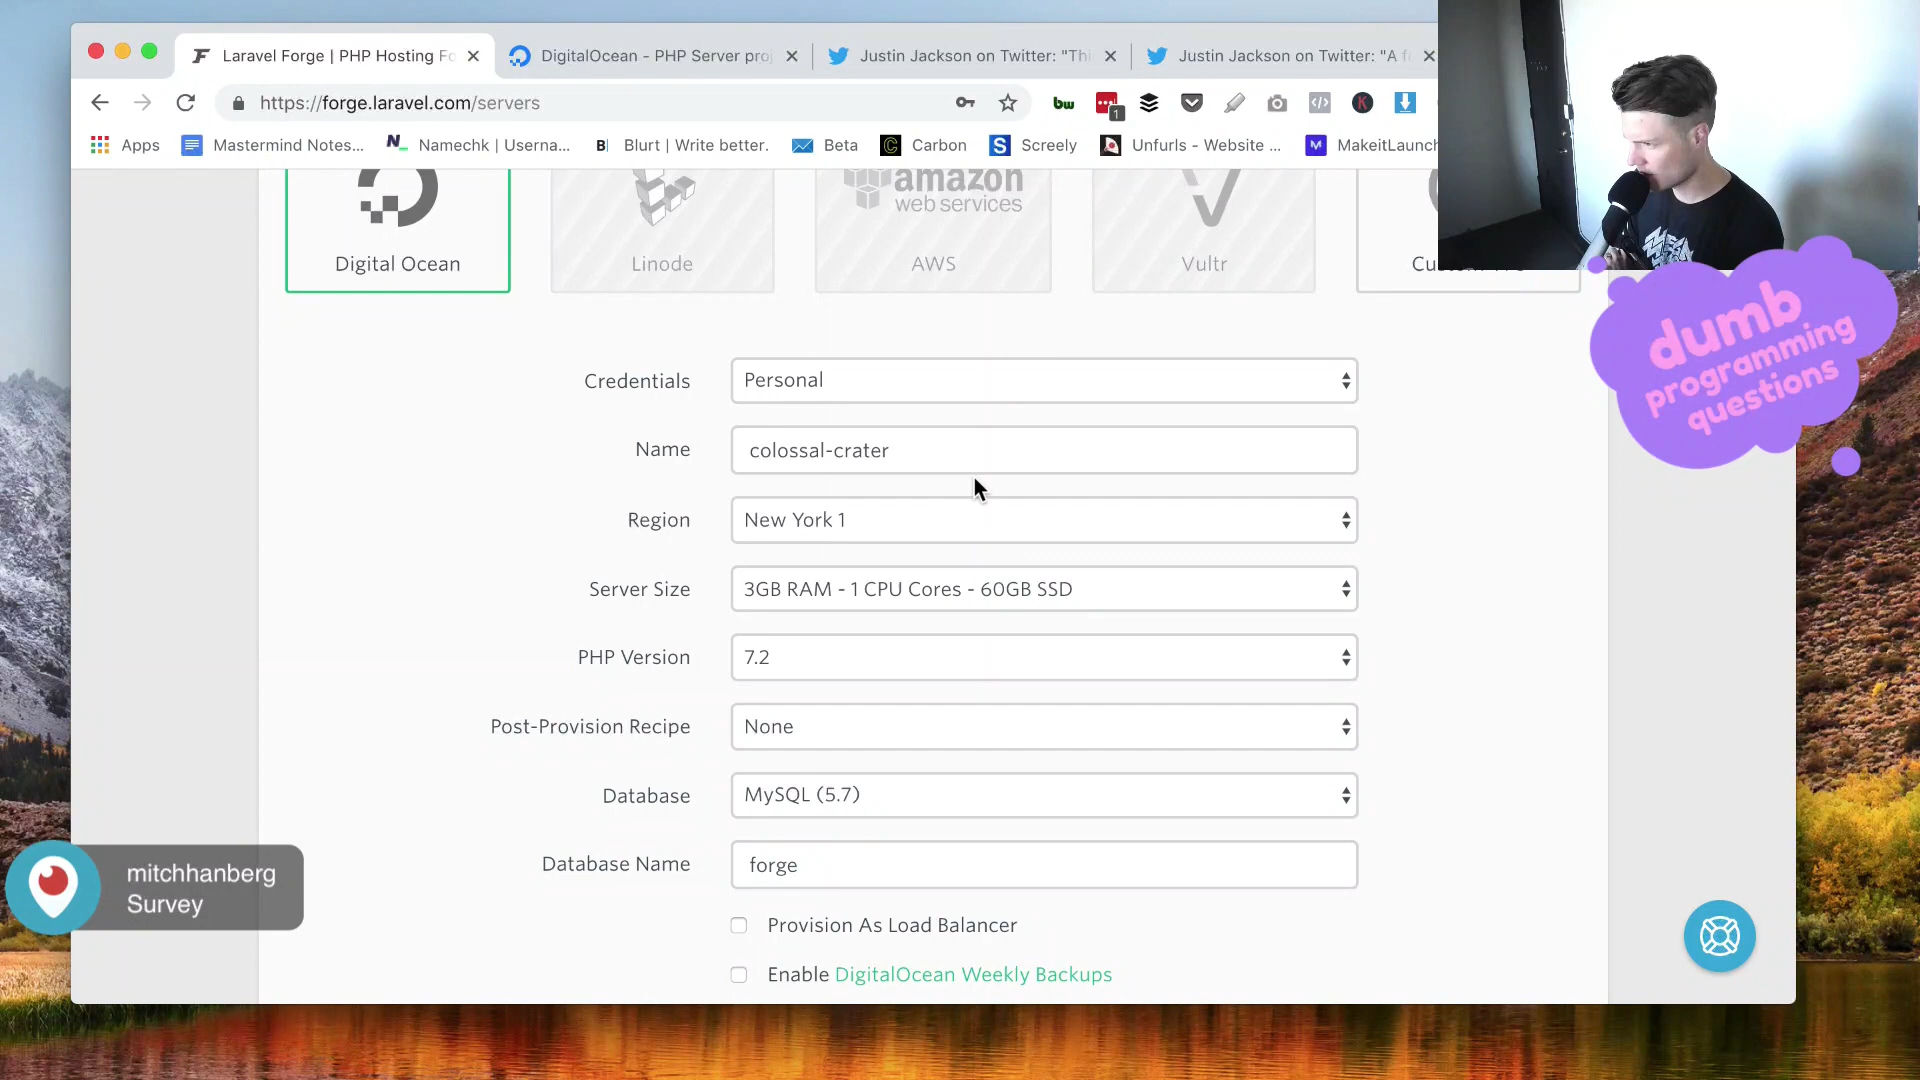 Laravel Forge | PHP Hosting Fo
DigitalOcean - PHP Server pro
Justin Jackson on Twitter: "Thi
Justin Jackson on Twitter: "A f
https://forge.laravel.com/servers
bw
1
K
Apps
Mastermind Notes...
N
Namechk | Userna...
B
Blurt | Write better.
Beta
C
Carbon
S
Screely
Unfurls - Website ...
M
MakeitLaunch
amazon
web services
Digital Ocean
Linode
AWS
Vultr
dumb
programming
questions
Credentials
Personal
Name
colossal-crater
Region
New York 1
Server Size
3GB RAM - 1 CPU Cores - 60GB SSD
PHP Version
7.2
Post-Provision Recipe
None
Database
MySQL (5.7)
Database Name
forge
mitchhanberg
Survey
Provision As Load Balancer
Enable DigitalOcean Weekly Backups